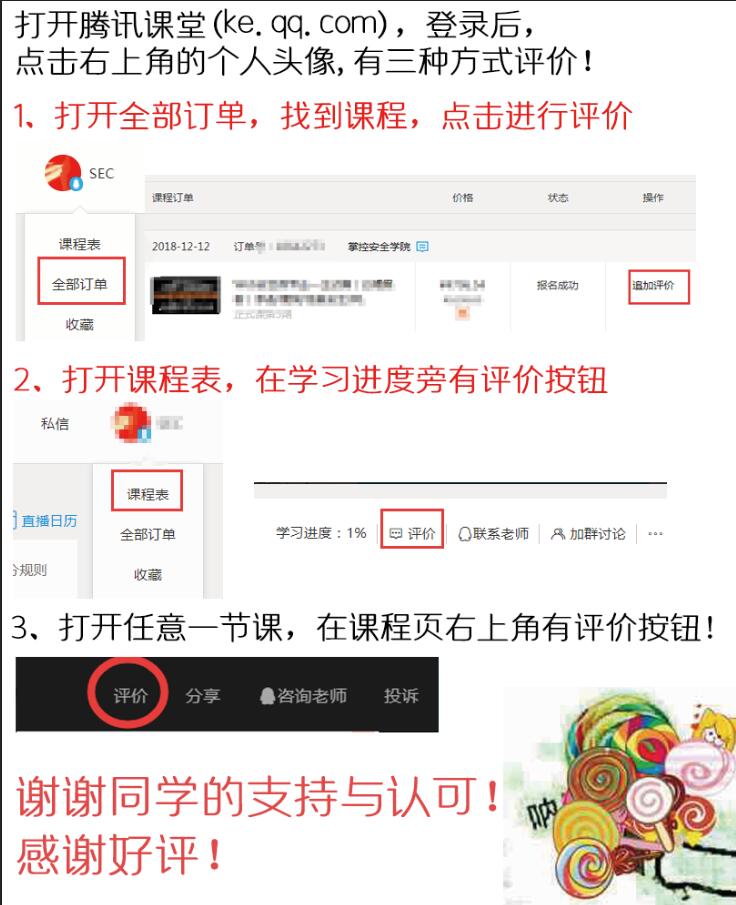 打开腾讯课堂(ke.qq.com)，登录后，
点击右上角的个人头像,有三种方式评价！
1、打开全部订单，找到课程，点击进行评价
SEC
课程表
全部订单
收藏
课程订单 价格 状态 操作
2018-12-12 订单号： 掌控安全学院
报名成功 追加评价
2、打开课程表，在学习进度旁有评价按钮
私信
课程表
直播日历
全部订单
分规则
收藏
学习进度：1% 评价 联系老师 加群讨论 ...
3、打开任意一节课，在课程页右上角有评价按钮！
评价 分享 咨询老师 投诉
谢谢同学的支持与认可！
感谢好评！
呐